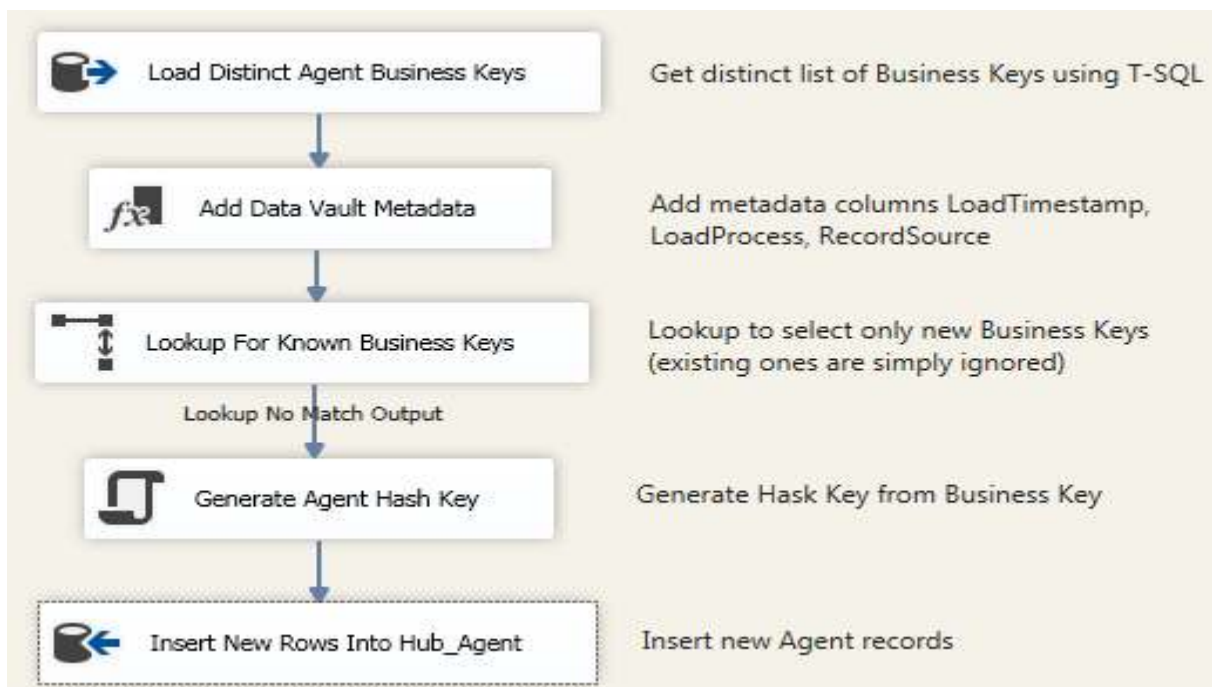 Load Distinct Agent Business Keys
Get distinct list of Business Keys using T-SQL
Add Data Vault Metadata
Add metadata columns LoadTimestamp,
LoadProcess, RecordSource
Lookup For Known Business Keys
Lookup to select only new Business Keys
(existing ones are simply ignored)
Lookup No Match Output
Generate Agent Hash Key
Generate Hask Key from Business Key
Insert New Rows Into Hub_Agent
Insert new Agent records